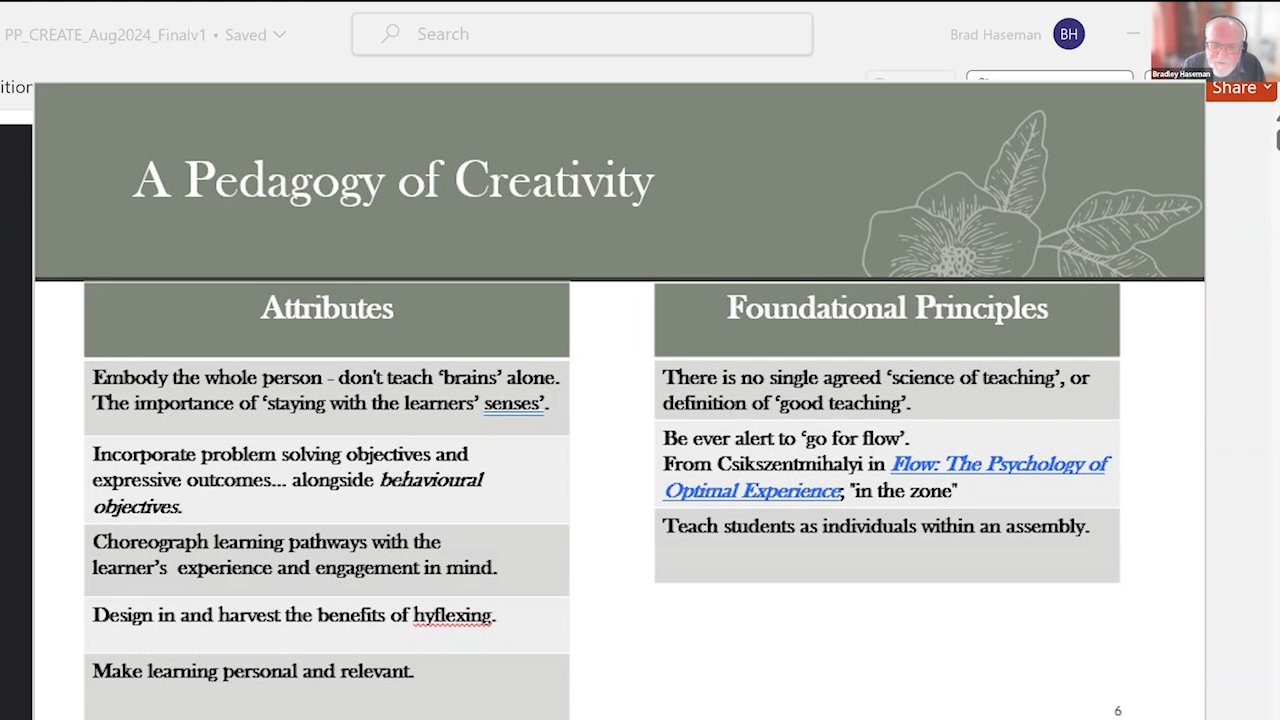 PP_CREATE_Aug2024_Finalv1 • Saved
Search
Brad Haseman
BH
Bradley Haseman
ition
Share
A Pedagogy of Creativity
Attributes
Embody the whole person - don't teach ‘brains’ alone.
The importance of ‘staying with the learners’ senses’.
Incorporate problem solving objectives and
expressive outcomes... alongside behavioural
objectives.
Choreograph learning pathways with the
learner’s experience and engagement in mind.
Design in and harvest the benefits of hyflexing.
Make learning personal and relevant.
Foundational Principles
There is no single agreed ‘science of teaching’, or
definition of ‘good teaching’.
Be ever alert to ‘go for flow’.
From Csikszentmihalyi in Flow: The Psychology of
Optimal Experience; "in the zone"
Teach students as individuals within an assembly.
6